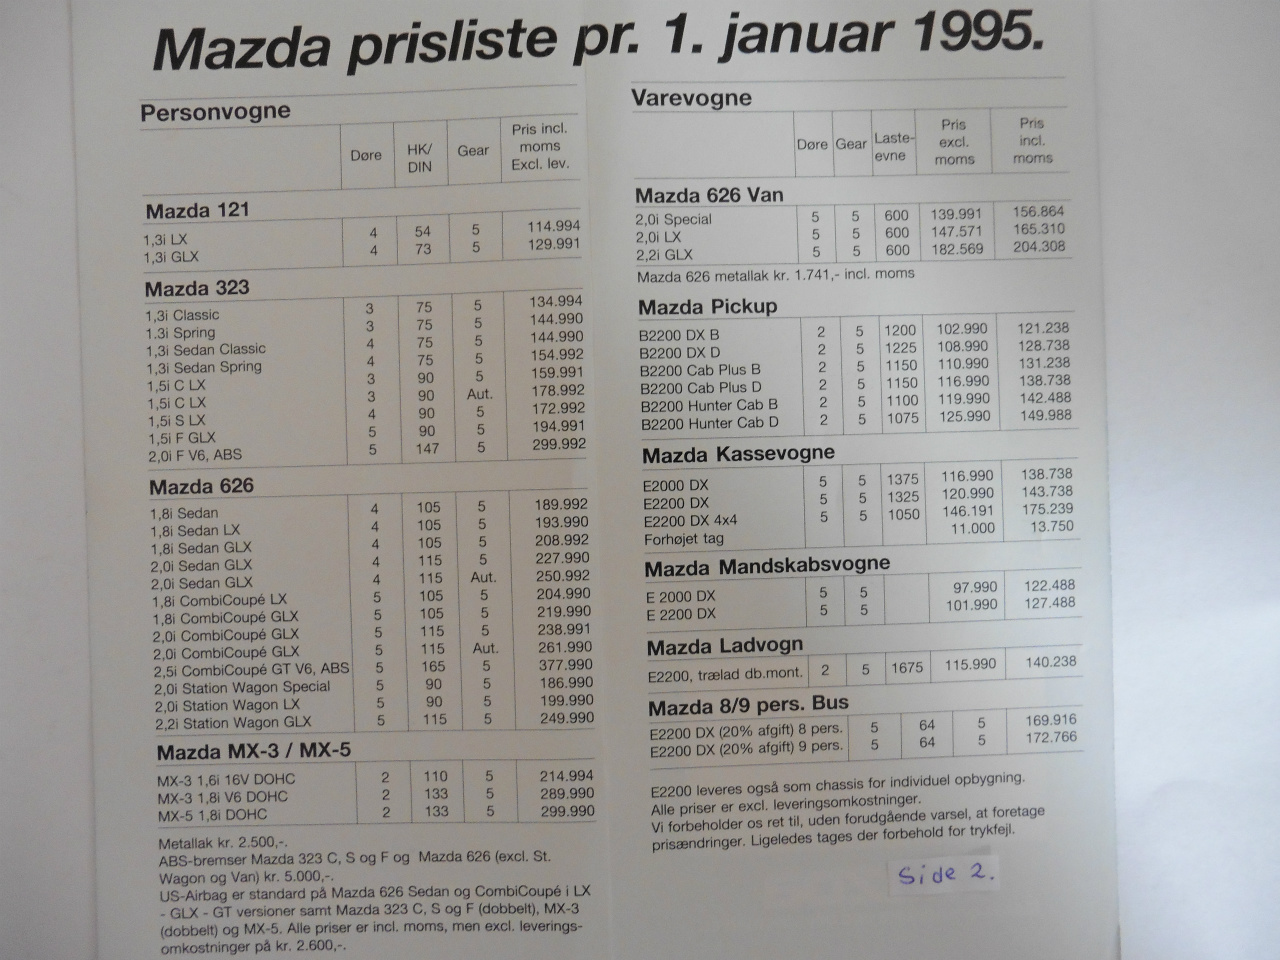 Mazda prisliste pr. 1. januar 1995.
Personvogne
Døre HK/DIN Gear Pris incl. moms Excl. lev.
Mazda 121
1,3i LX 4 54 5 114.994
1,3i GLX 4 73 5 129.991
Mazda 323
1,3i Classic 3 75 5 134.994
1.3i Spring 3 75 5 144.990
1,3i Sedan Classic 4 75 5 144.990
1,3i Sedan Spring 4 75 5 154.992
1,5i C LX 3 90 5 159.991
1,5i C LX 3 90 Aut. 178.992
1,5i S LX 4 90 5 172.992
1,5i F GLX 5 90 5 194.991
2,0i F V6, ABS 5 147 5 299.992
Mazda 626
1,8i Sedan 4 105 5 189.992
1,8i Sedan LX 4 105 5 193.990
1,8i Sedan GLX 4 105 5 208.992
2,0i Sedan GLX 4 115 5 227.990
2,0i Sedan GLX 4 115 Aut. 250.992
1,8i CombiCoupé LX 5 105 5 204.990
1,8i CombiCoupé GLX 5 105 5 219.990
2,0i CombiCoupé GLX 5 115 5 238.991
2,0i CombiCoupé GLX 5 115 Aut. 261.990
2,5i CombiCoupé GT V6, ABS 5 165 5 377.990
2,0i Station Wagon Special 5 90 5 186.990
2,0i Station Wagon LX 5 90 5 199.990
2,2i Station Wagon GLX 5 115 5 249.990
Mazda MX-3 / MX-5
MX-3 1,6i 16V DOHC 2 110 5 214.994
MX-3 1,8i V6 DOHC 2 133 5 289.990
MX-5 1,8i DOHC 2 133 5 299.990
Metallak kr. 2.500,-.
ABS-bremser Mazda 323 C, S og F og Mazda 626 (excl. St.
Wagon og Van) kr. 5.000,-.
US-Airbag er standard på Mazda 626 Sedan og CombiCoupé i LX
- GLX - GT versioner samt Mazda 323 C, S og F (dobbelt), MX-3
(dobbelt) og MX-5. Alle priser er incl. moms, men excl. leverings-
omkostninger på kr. 2.600,-.
Varevogne
Døre Gear Laste-evne Pris excl. moms Pris incl. moms
Mazda 626 Van
2,0i Special 5 5 600 139.991 156.864
2,0i LX 5 5 600 147.571 165.310
2,2i GLX 5 5 600 182.569 204.308
Mazda 626 metallak kr. 1.741,- incl. moms
Mazda Pickup
B2200 DX B 2 5 1200 102.990 121.238
B2200 DX D 2 5 1225 108.990 128.738
B2200 Cab Plus B 2 5 1150 110.990 131.238
B2200 Cab Plus D 2 5 1150 116.990 138.738
B2200 Hunter Cab B 2 5 1100 119.990 142.488
B2200 Hunter Cab D 2 5 1075 125.990 149.988
Mazda Kassevogne
E2000 DX 5 5 1375 116.990 138.738
E2200 DX 5 5 1325 120.990 143.738
E2200 DX 4x4 5 5 1050 146.191 175.239
Forhøjet tag 11.000 13.750
Mazda Mandskabsvogne
E 2000 DX 5 5 97.990 122.488
E 2200 DX 5 5 101.990 127.488
Mazda Ladvogn
E2200, trælad db.mont. 2 5 1675 115.990 140.238
Mazda 8/9 pers. Bus
E2200 DX (20% afgift) 8 pers. 5 64 5 169.916
E2200 DX (20% afgift) 9 pers. 5 64 5 172.766
E2200 leveres også som chassis for individuel opbygning.
Alle priser er excl. leveringsomkostninger.
Vi forbeholder os ret til, uden forudgående varsel, at foretage
prisændringer. Ligeledes tages der forbehold for trykfejl.
Side 2.